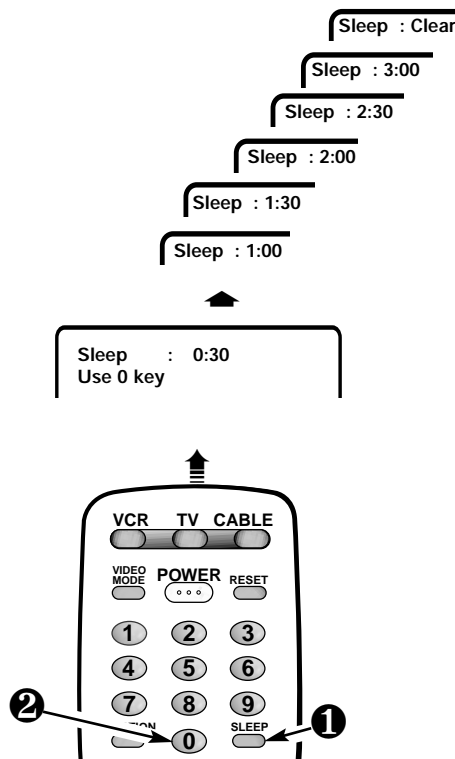 Sleep : Clear
Sleep : 3:00
Sleep : 2:30
Sleep : 2:00
Sleep : 1:30
Sleep : 1:00
Sleep : 0:30
Use 0 key
VCR TV CABLE
VIDEO
MODE POWER RESET
1 2 3
4 5 6
7 8 9
2 SLEEP 1
0